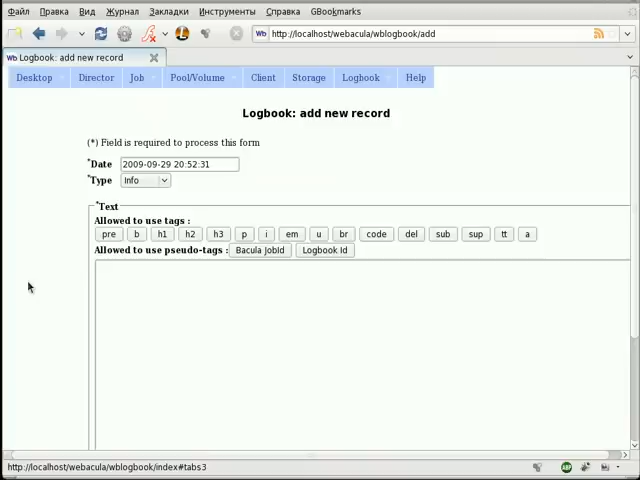 Файл Правка Вид Журнал Закладки Инструменты Справка GBookmarks
Wb http://localhost/webacula/wblogbook/add
Wb Logbook: add new record
Desktop Director Job Pool/Volume Client Storage Logbook Help
Logbook: add new record
(*) Field is required to process this form
*Date 2009-09-29 20:52:31
*Type Info
*Text
Allowed to use tags :
pre b h1 h2 h3 p i em u br code del sub sup tt a
Allowed to use pseudo-tags : Bacula JobId Logbook Id
http://localhost/webacula/wblogbook/index#tabs3
ABP